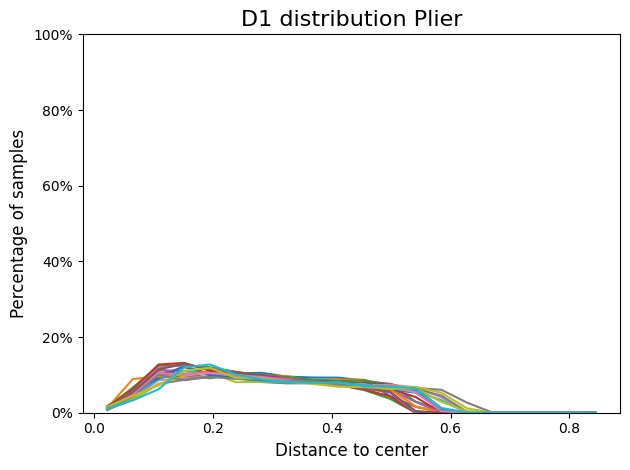 D1 distribution Plier
100%
80%
60%
40%
20%
0%
Percentage of samples
0.0 0.2 0.4 0.6 0.8
Distance to center